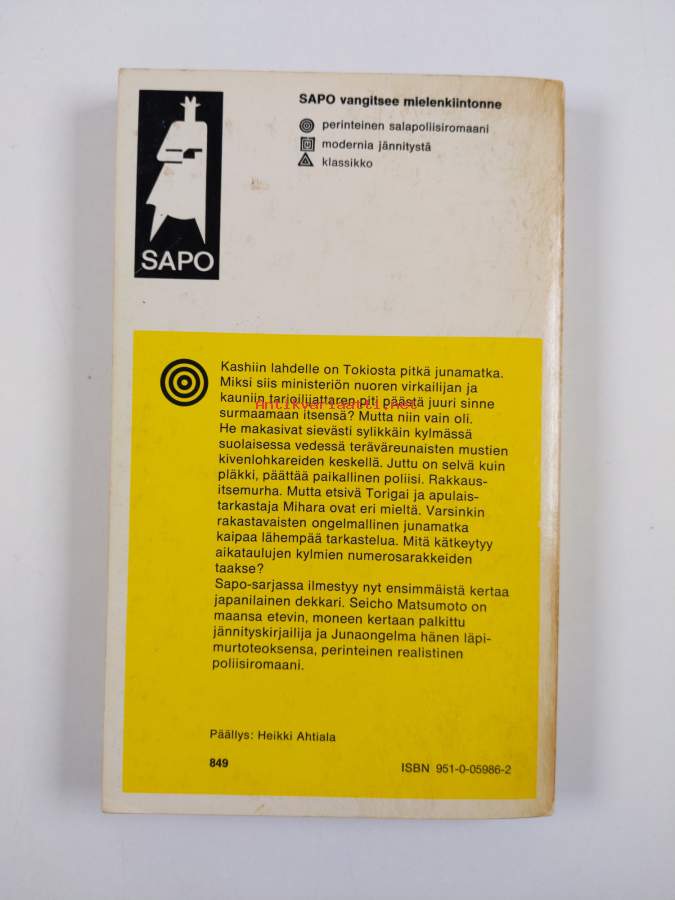 SAPO
SAPO vangitsee mielenkiintonne
perinteinen salapoliisiromaani
M modernia jännitystä
klassikko
Kashiin lahdelle on Tokiosta pitkä junamatka.
Miksi siis ministeriön nuoren virkailijan ja
kauniin tarjoilijattaren piti päästä juuri sinne
Antikvariaatti.net
surmaamaan itsensä? Mutta niin vain oli.
He makasivat sievästi sylikkäin kylmässä
suolaisessa vedessä teräväreunaisten mustien
kivenlohkareiden keskellä. Juttu on selvä kuin
pläkki, päättää paikallinen poliisi. Rakkaus-
itsemurha. Mutta etsivä Torigai ja apulais-
tarkastaja Mihara ovat eri mieltä. Varsinkin
rakastavaisten ongelmallinen junamatka
kaipaa lähempää tarkastelua. Mitä kätkeytyy
aikataulujen kylmien numerosarakkeiden
taakse?
Sapo-sarjassa ilmestyy nyt ensimmäistä kertaa
japanilainen dekkari. Seicho Matsumoto on
maansa etevin, moneen kertaan palkittu
jännityskirjailija ja Junaongelma hänen läpi-
murtoteoksensa, perinteinen realistinen
poliisiromaani.
Päällys: Heikki Ahtiala
849
ISBN 951-0-05986-2